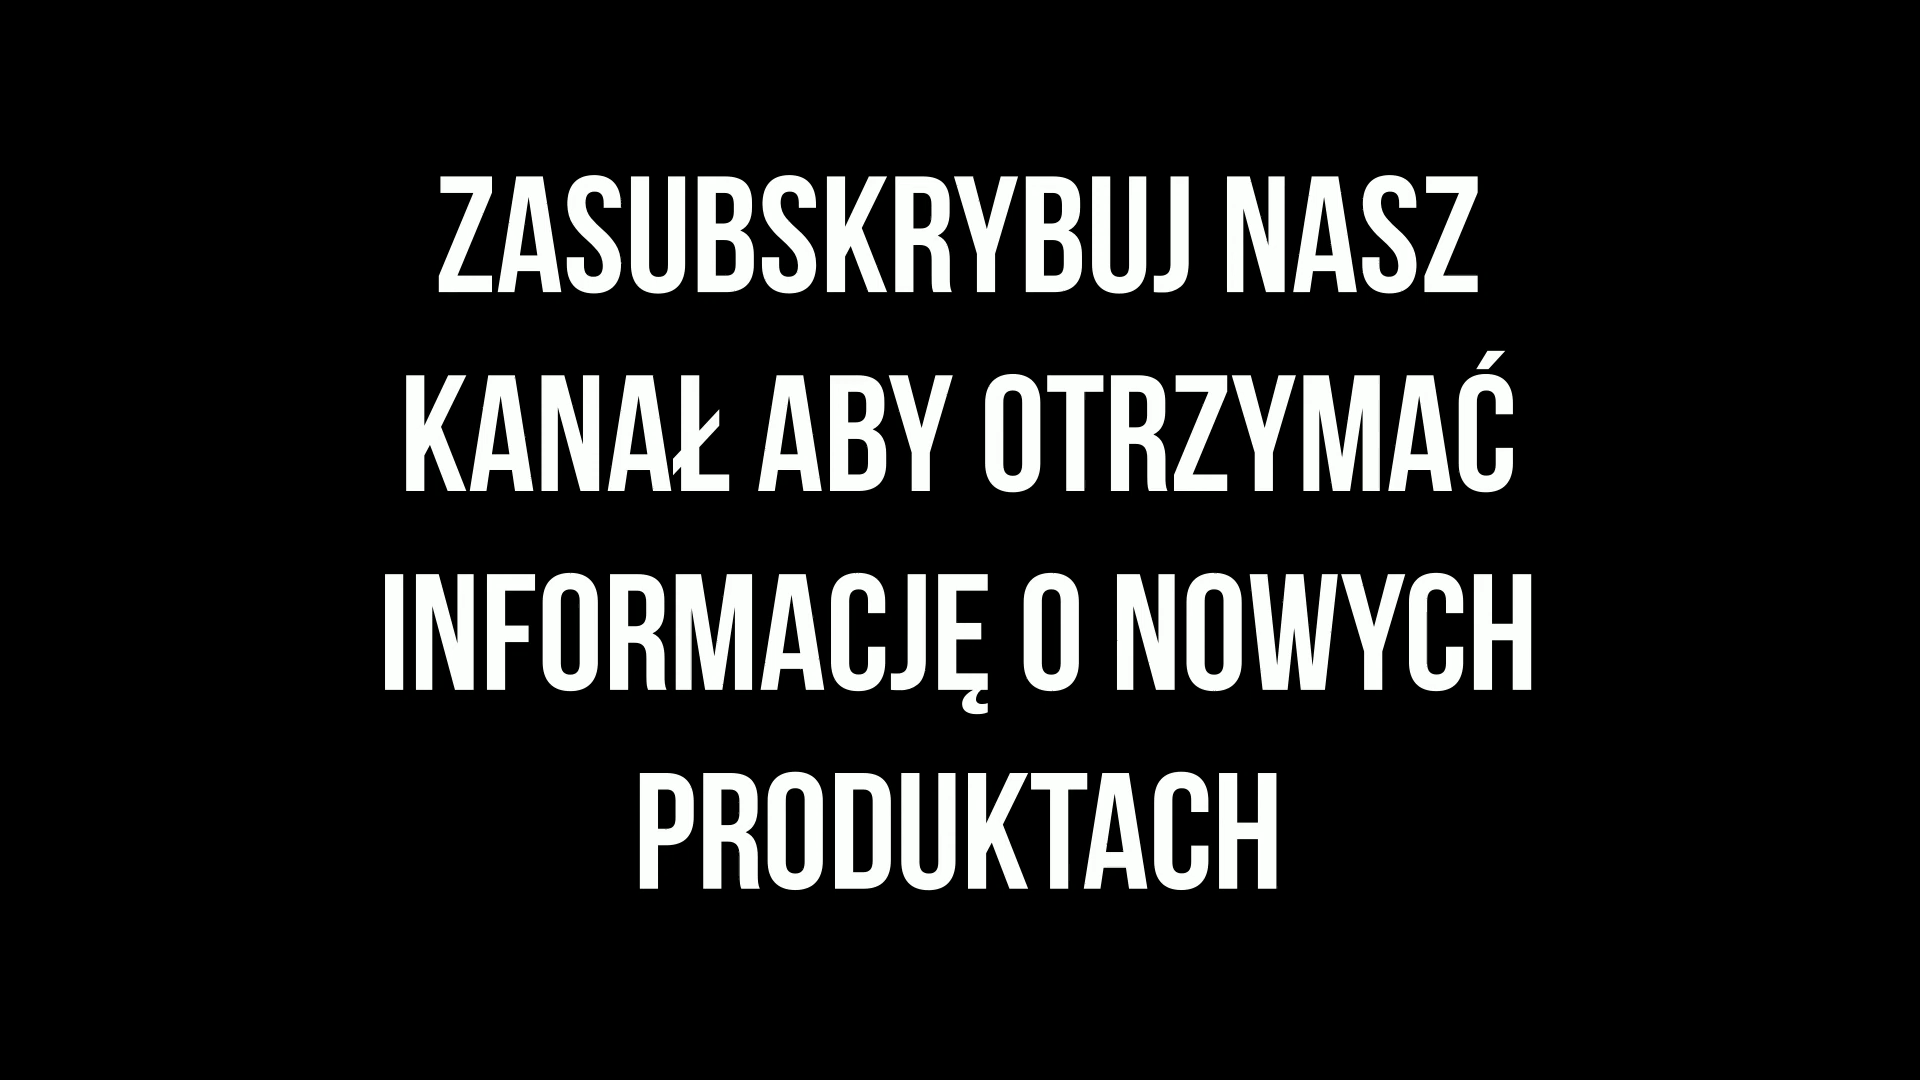 ZASUBSKRYBUJ NASZ
KANAŁ ABY OTRZYMAĆ
INFORMACJĘ O NOWYCH
PRODUKTACH